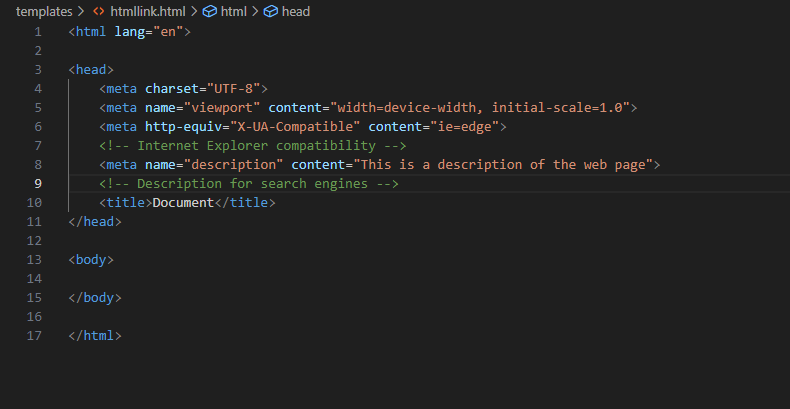 templates > <> htmllink.html > html > head
1 <html lang="en">
2
3 <head>
4     <meta charset="UTF-8">
5     <meta name="viewport" content="width=device-width, initial-scale=1.0">
6     <meta http-equiv="X-UA-Compatible" content="ie=edge">
7     <!-- Internet Explorer compatibility -->
8     <meta name="description" content="This is a description of the web page">
9     <!-- Description for search engines -->
10     <title>Document</title>
11 </head>
12
13 <body>
14
15 </body>
16
17 </html>